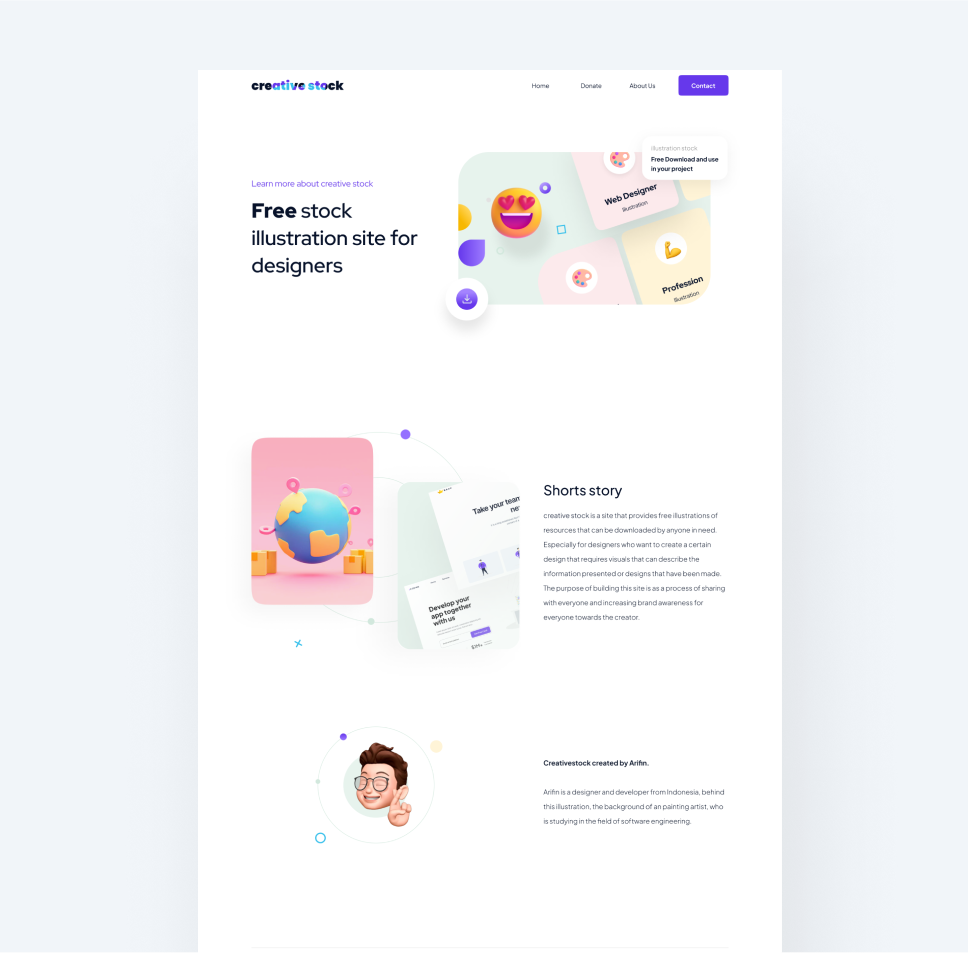 creative stock
Home
Donate
About Us
Contact
Illustration stock
Free Download and use
in your project
Learn more about creative stock
Free stock
illustration site for
designers
Web Designer
Illustration
Profession
Illustration
Shorts story
creative stock is a site that provides free illustrations of
resources that can be downloaded by anyone in need.
Especially for designers who want to create a certain
design that requires visuals that can describe the
information presented or designs that have been made.
The purpose of building this site is as a process of sharing
with everyone and increasing brand awareness for
everyone towards the creator.
Take your team
Develop your
app together
with us
Creativestock created by Arifin.
Arifin is a designer and developer from Indonesia, behind
this illustration, the background of an painting artist, who
is studying in the field of software engineering.